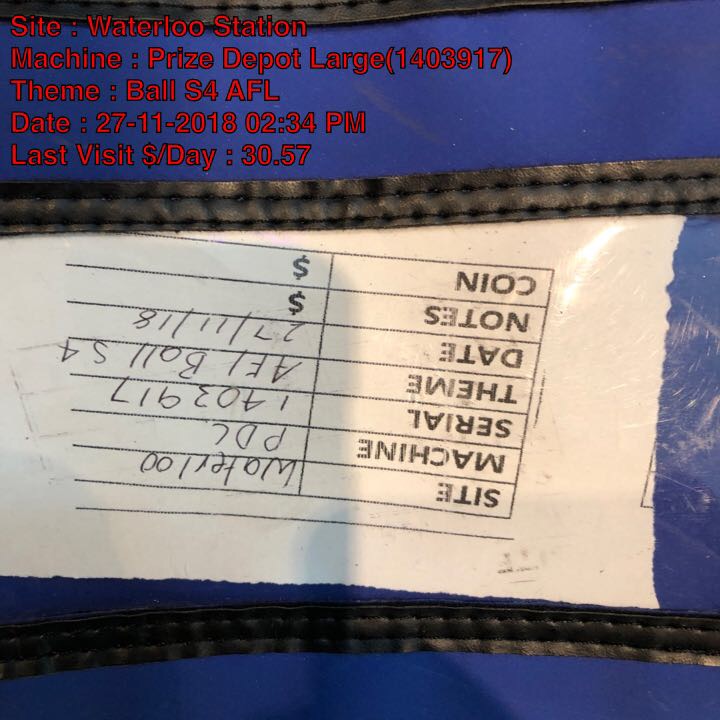 Site : Waterloo Station
Machine : Prize Depot Large(1403917)
Theme : Ball S4 AFL
Date : 27-11-2018 02:34 PM
Last Visit $/Day : 30.57
SITE Waterloo
MACHINE PDL
SERIAL 1403917
THEME AFL Ball S4
DATE 27/11/18
NOTES $
COIN $